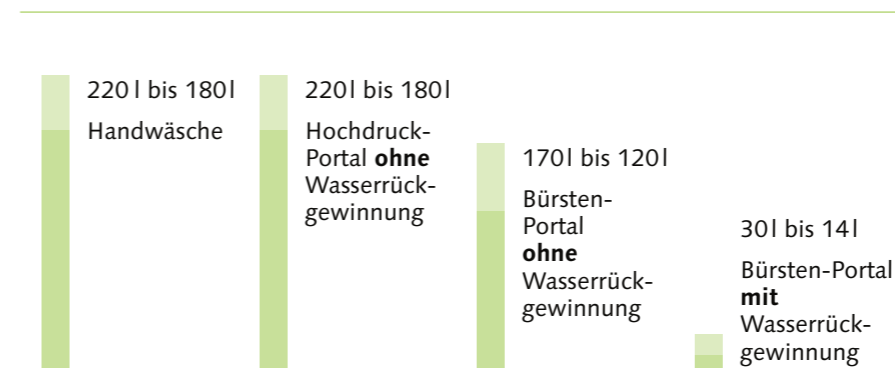 220 l bis 180 l
Handwäsche
220 l bis 180 l
Hochdruck-
Portal ohne
Wasserrück-
gewinnung
170 l bis 120 l
Bürsten-
Portal
ohne
Wasserrück-
gewinnung
30 l bis 14 l
Bürsten-Portal
mit
Wasserrück-
gewinnung